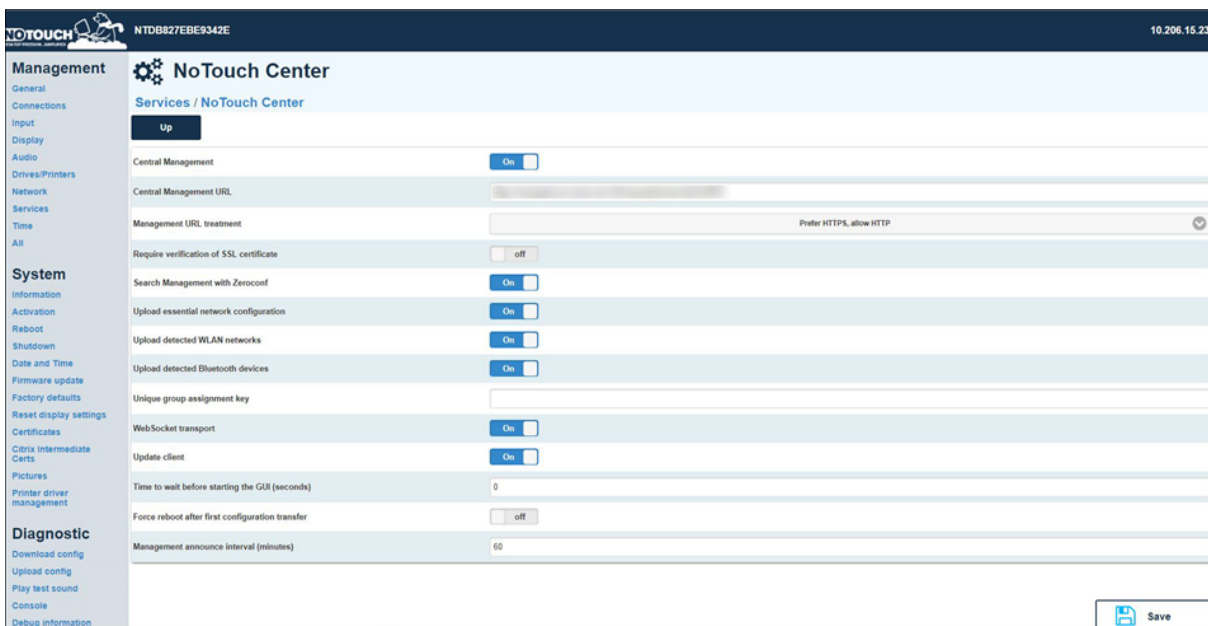 NOTOUCH
NTDB827EBE9342E
10.206.15.23
Management
General
Connections
Input
Display
Audio
Drives/Printers
Network
Services
Time
All
System
Information
Activation
Reboot
Shutdown
Date and Time
Firmware update
Factory defaults
Reset display settings
Certificates
Citrix Intermediate
Certs
Pictures
Printer driver
management
Diagnostic
Download config
Upload config
Play test sound
Console
Debug information
NoTouch Center
Services / NoTouch Center
Up
Central Management On
Central Management URL
Management URL treatment Prefer HTTPS, allow HTTP
Require verification of SSL certificate off
Search Management with Zeroconf On
Upload essential network configuration On
Upload detected WLAN networks On
Upload detected Bluetooth devices On
Unique group assignment key
WebSocket transport On
Update client On
Time to wait before starting the GUI (seconds) 0
Force reboot after first configuration transfer off
Management announce interval (minutes) 60
Save